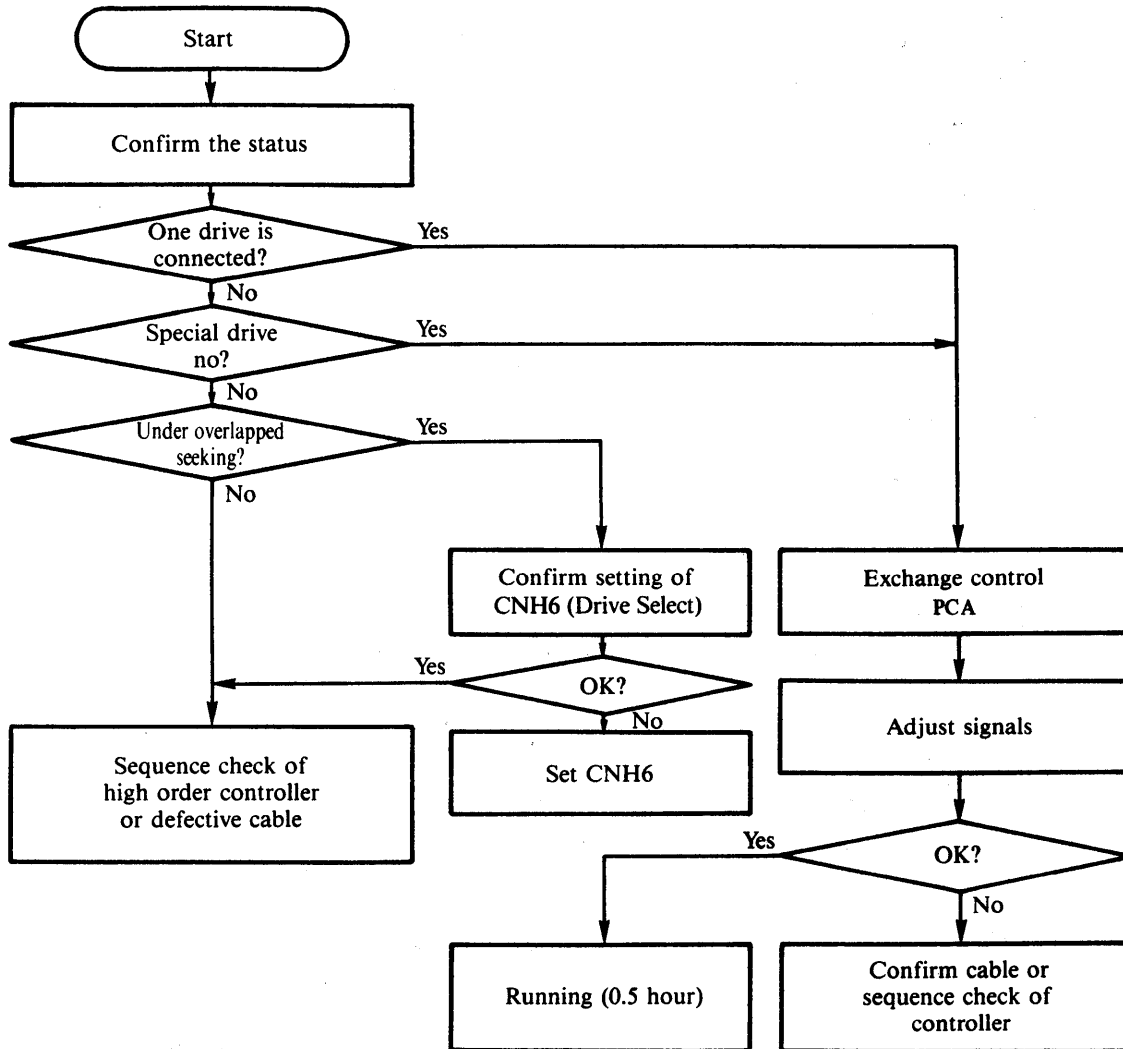 Start
Confirm the status
One drive is
connected?
Yes
No
Special drive
no?
Yes
No
Under overlapped
seeking?
Yes
No
Confirm setting of
CNH6 (Drive Select)
Exchange control
PCA
Yes
OK?
No
Adjust signals
Sequence check of
high order controller
or defective cable
Set CNH6
Yes
OK?
No
Running (0.5 hour)
Confirm cable or
sequence check of
controller